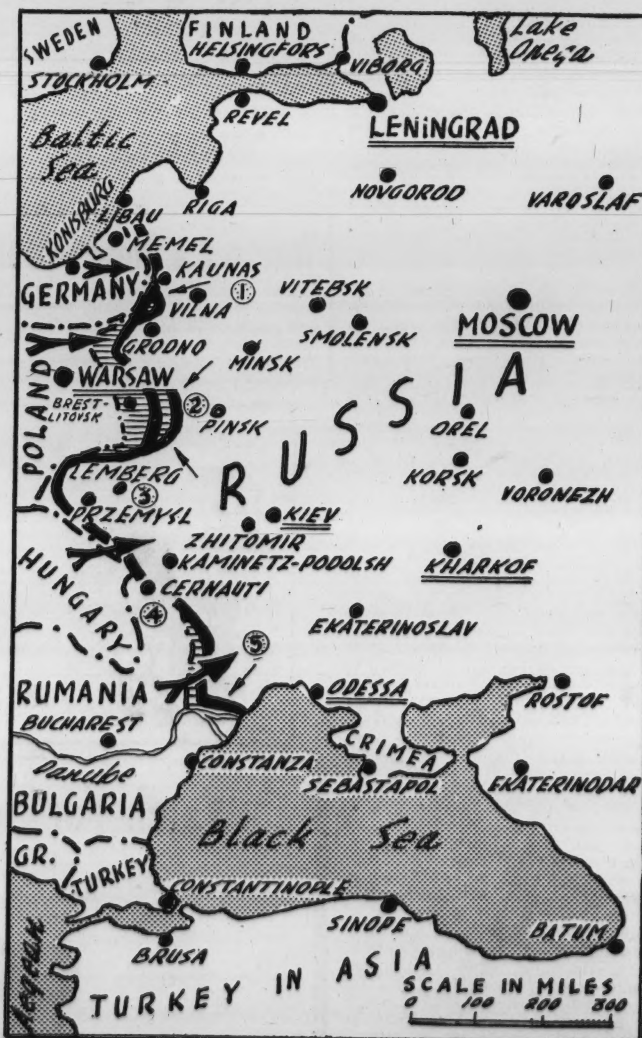 SWEDEN
FINLAND
HELSINGFORS
Lake
Onega
STOCKHOLM
VIBORG
REVEL
LENINGRAD
Baltic
Sea
NOVGOROD
VAROSLAF
KONISBURG
LIBAU
RIGA
MEMEL
KAUNAS
GERMANY
VILNA
1
VITEBSK
SMOLENSK
MOSCOW
GRODNO
MINSK
WARSAW
POLAND
BREST-
LITOVSK
2
PINSK
RUSSIA
OREL
LEMBERG
3
KORSK
VORONEZH
PRZEMYSL
KIEV
ZHITOMIR
KHARKOF
HUNGARY
KAMINETZ-PODOLSH
CERNAUTI
4
EKATERINOSLAV
5
RUMANIA
ODESSA
ROSTOF
BUCHAREST
CRIMEA
Danube
CONSTANZA
SEBASTAPOL
EKATERINODAR
BULGARIA
Black Sea
GR.
TURKEY
CONSTANTINOPLE
SINOPE
BATUM
Aegean
BRUSA
TURKEY IN ASIA
SCALE IN MILES
0 100 200 300